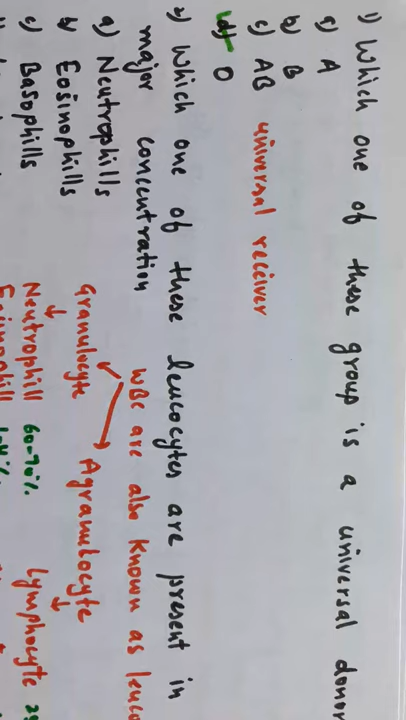 1) Which one of these group is a universal donor
a) A
b) B
c) AB universal receiver
d) O
2) Which one of these leucocytes are present in
major concentration
WBC are also known as
a) Neutrophills
Granulocyte Agranulocyte
b) Eosinophills
Neutrophill 60-70% Lymphocyte
c) Basophills